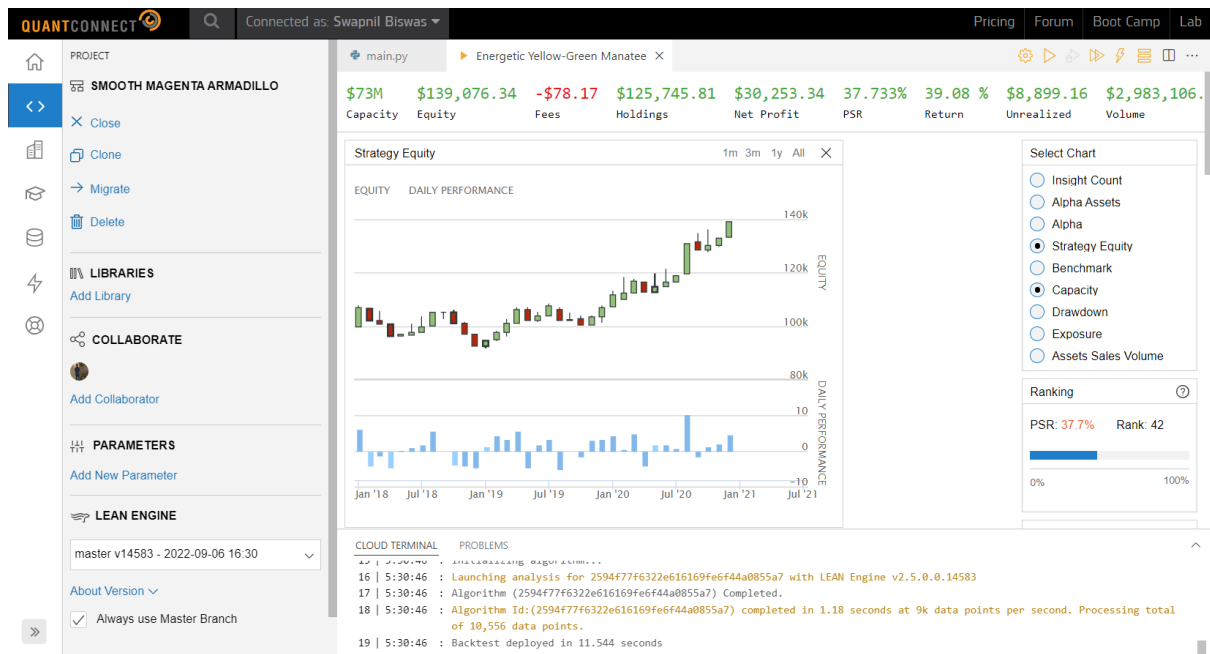 QUANTCONNECT Connected as: Swapnil Biswas Pricing Forum Boot Camp Lab
PROJECT
SMOOTH MAGENTA ARMADILLO
Close
Clone
Migrate
Delete
LIBRARIES
Add Library
COLLABORATE
Add Collaborator
PARAMETERS
Add New Parameter
LEAN ENGINE
master v14583 - 2022-09-06 16:30
About Version
Always use Master Branch
main.py Energetic Yellow-Green Manatee
$73M $139,076.34 -$78.17 $125,745.81 $30,253.34 37.733% 39.08 % $8,899.16 $2,983,106.
Capacity Equity Fees Holdings Net Profit PSR Return Unrealized Volume
Strategy Equity 1m 3m 1y All
EQUITY DAILY PERFORMANCE
140k
120k
100k
80k
EQUITY
10
0
-10
DAILY PERFORMANCE
Jan '18 Jul '18 Jan '19 Jul '19 Jan '20 Jul '20 Jan '21 Jul '21
Select Chart
Insight Count
Alpha Assets
Alpha
Strategy Equity
Benchmark
Capacity
Drawdown
Exposure
Assets Sales Volume
Ranking
PSR: 37.7% Rank: 42
0% 100%
CLOUD TERMINAL PROBLEMS
15 | 5:30:46 : Initializing algorithm...
16 | 5:30:46 : Launching analysis for 2594f77f6322e616169fe6f44a0855a7 with LEAN Engine v2.5.0.0.14583
17 | 5:30:46 : Algorithm (2594f77f6322e616169fe6f44a0855a7) Completed.
18 | 5:30:46 : Algorithm Id:(2594f77f6322e616169fe6f44a0855a7) completed in 1.18 seconds at 9k data points per second. Processing total
of 10,556 data points.
19 | 5:30:46 : Backtest deployed in 11.544 seconds